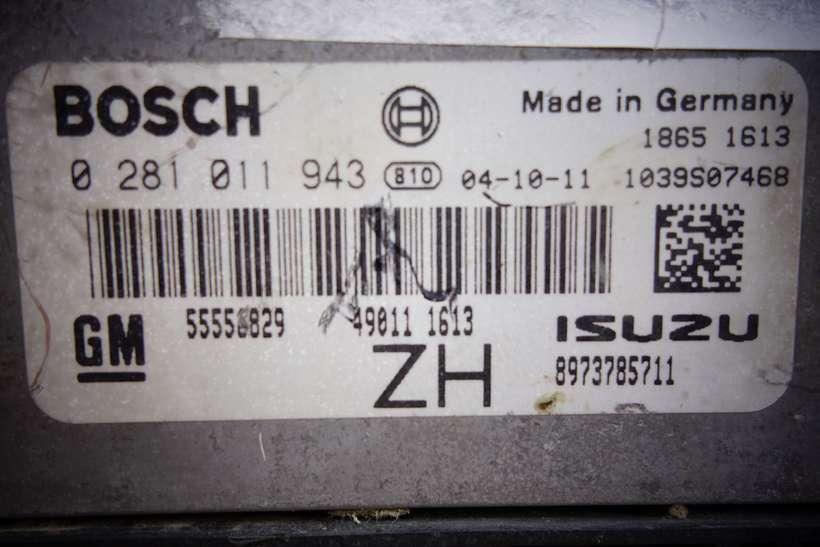 BOSCH
Made in Germany
1865 1613
0 281 011 943 810 04-10-11 1039S07468
GM 49011 1613 ISUZU
ZH 8973785711